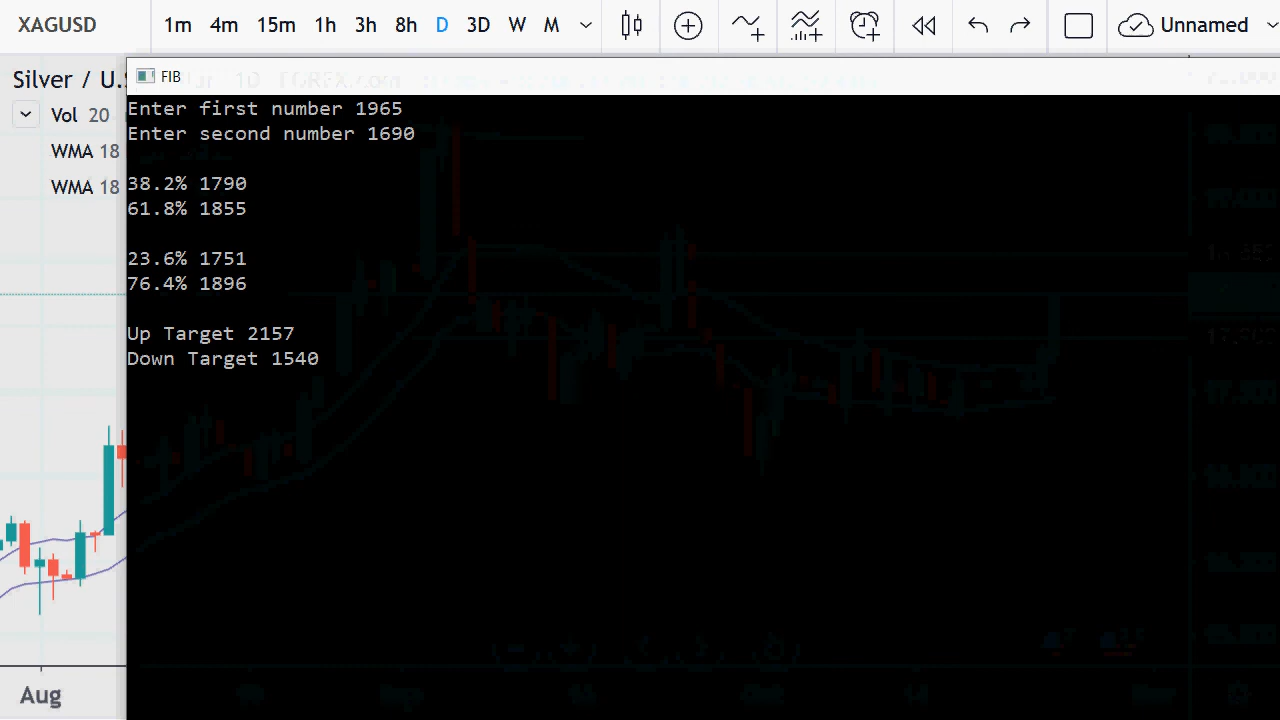 XAGUSD 1m 4m 15m 1h 3h 8h D 3D W M Unnamed
Silver / U.S
FIB
Vol 20
WMA 18
WMA 18
Enter first number 1965
Enter second number 1690
38.2% 1790
61.8% 1855
23.6% 1751
76.4% 1896
Up Target 2157
Down Target 1540
Aug